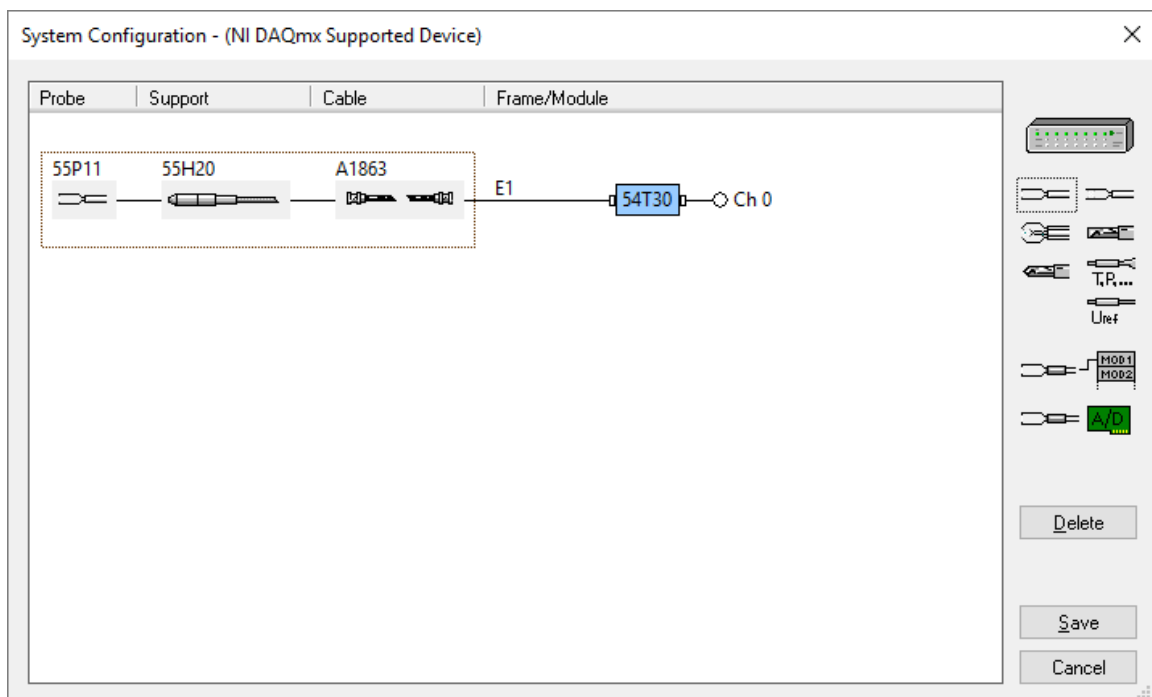 System Configuration - (NI DAQmx Supported Device)
Probe Support Cable Frame/Module
55P11 55H20 A1863
E1 54T30 Ch 0
T,P,...
Uref
MOD1
MOD2
A/D
Delete
Save
Cancel